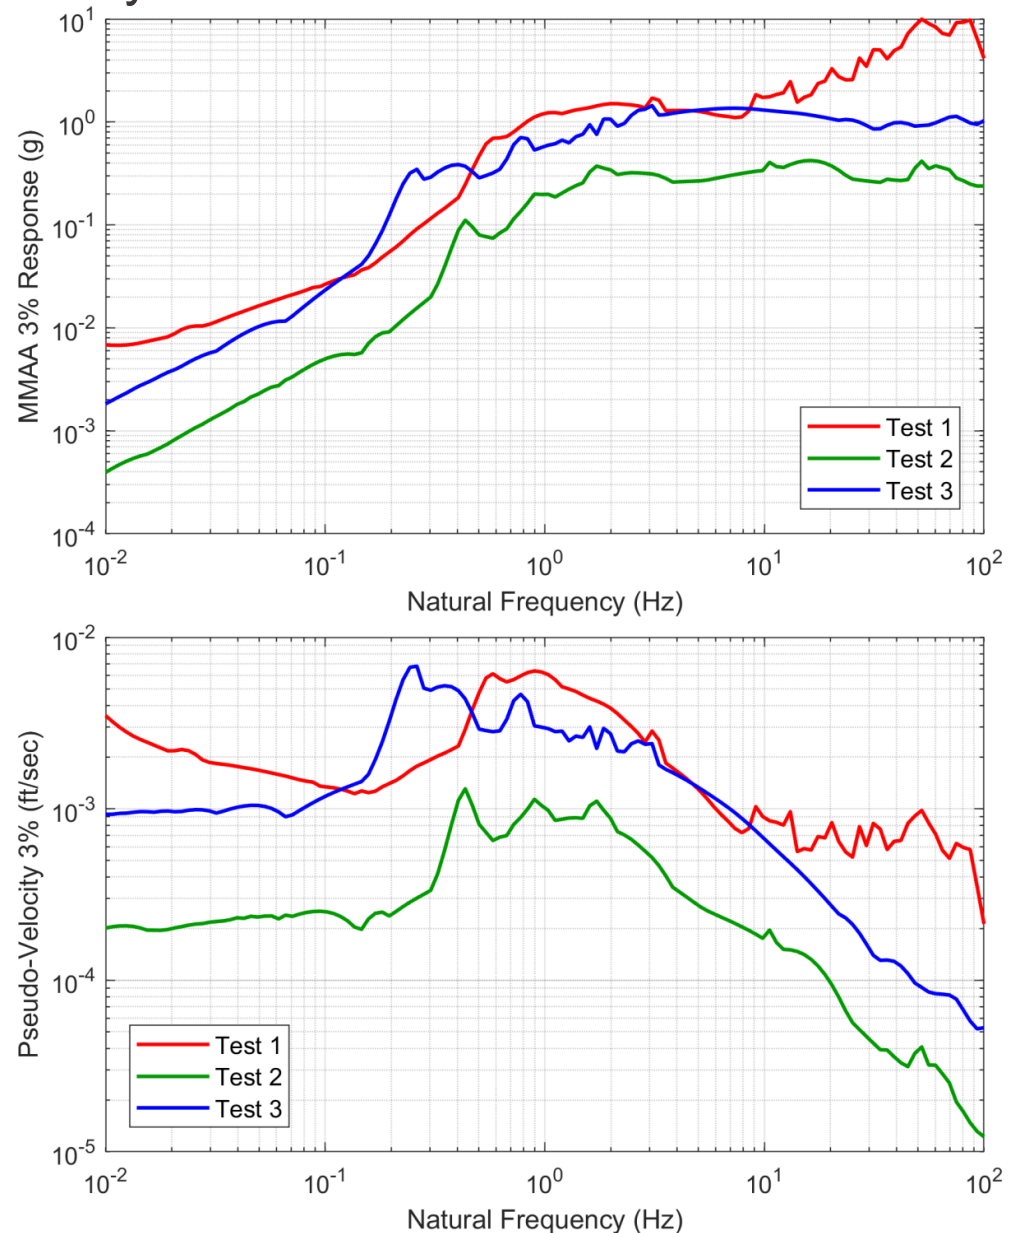 10^1
10^0
10^-1
10^-2
10^-3
10^-4
MMAA 3% Response (g)
Test 1
Test 2
Test 3
10^-2 10^-1 10^0 10^1 10^2
Natural Frequency (Hz)
10^-2
10^-3
10^-4
10^-5
Pseudo-Velocity 3% (ft/sec)
Test 1
Test 2
Test 3
10^-2 10^-1 10^0 10^1 10^2
Natural Frequency (Hz)